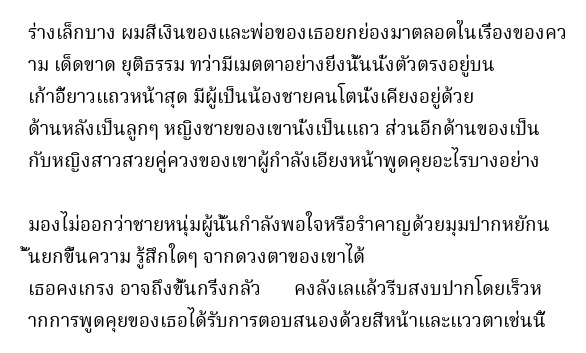 ร่างเล็กบาง ผมสีเงินของและพ่อของเธอยกย่องมาตลอดในเรื่องของคว
าม เด็ดขาด ยุติธรรม ทว่ามีเมตตาอย่างยิ่งนั้นนั่งตัวตรงอยู่บน
เก้าอี้ยาวแถวหน้าสุด มีผู้เป็นน้องชายคนโตนั่งเคียงอยู่ด้วย
ด้านหลังเป็นลูกๆ หญิงชายของเขานั่งเป็นแถว ส่วนอีกด้านของเป็น
กับหญิงสาวสวยคู่ควงของเขาผู้กำลังเอียงหน้าพูดคุยอะไรบางอย่าง
มองไม่ออกว่าชายหนุ่มผู้นั้นกำลังพอใจหรือรำคาญด้วยมุมปากหยักน
ั้นยกขึ้นความ รู้สึกใดๆ จากดวงตาของเขาได้
เธอคงเกรง อาจถึงขั้นกริ่งกลัว คงลังเลแล้วรีบสงบปากโดยเร็วห
ากการพูดคุยของเธอได้รับการตอบสนองด้วยสีหน้าและแววตาเช่นนี้